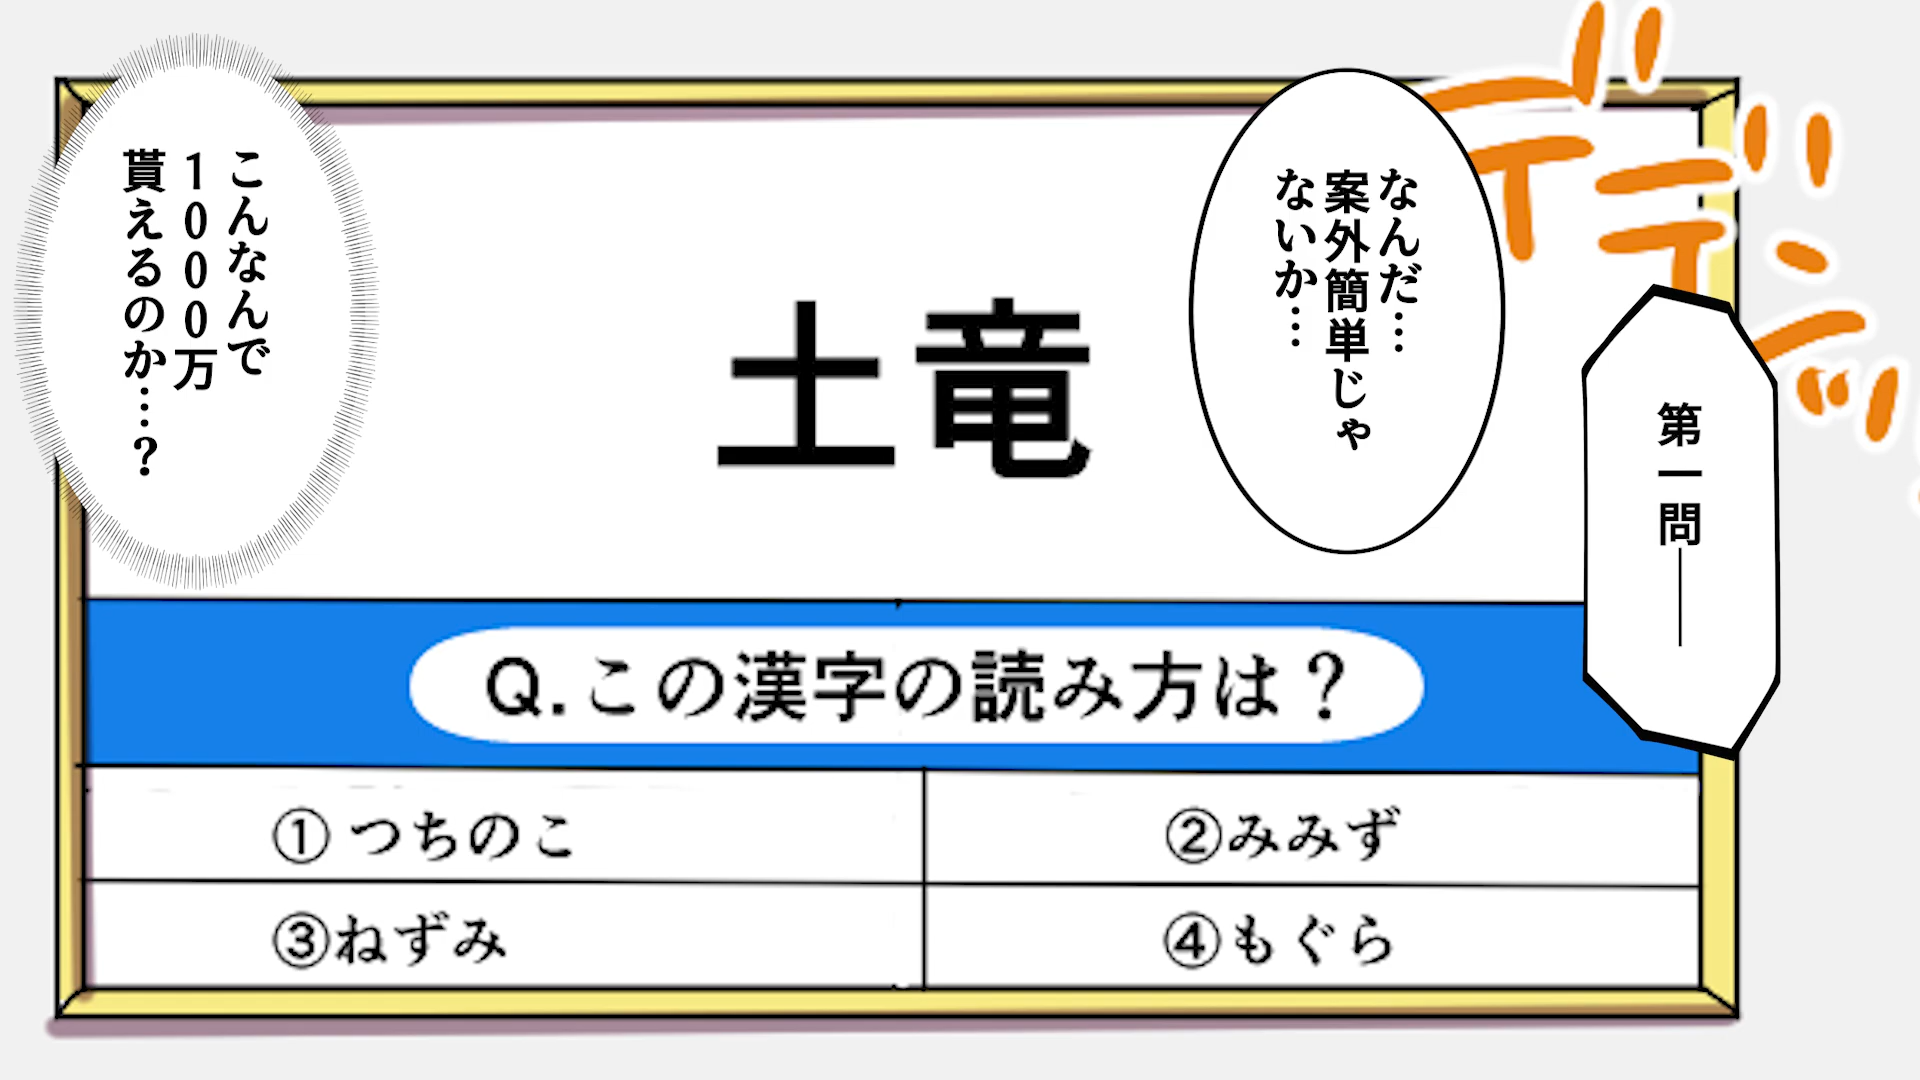 デデンッ
第一問――
なんだ…
案外簡単じゃ
ないか…
こんなんで
1000万
貰えるのか…?
土竜
Q.この漢字の読み方は？
①つちのこ
②みみず
③ねずみ
④もぐら